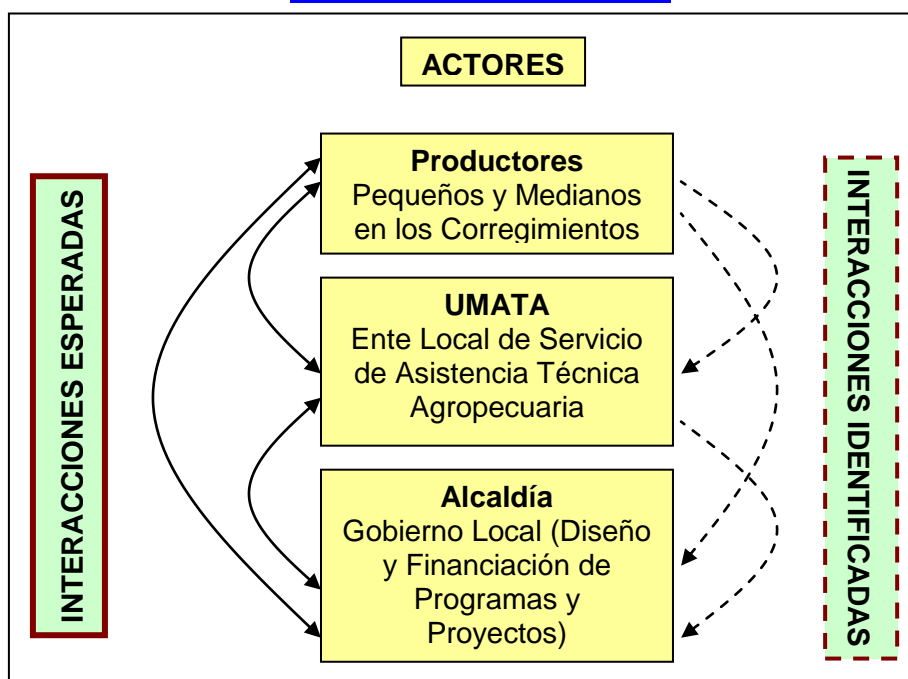 ACTORES
INTERACCIONES ESPERADAS
Productores
Pequeños y Medianos
en los Corregimientos
UMATA
Ente Local de Servicio
de Asistencia Técnica
Agropecuaria
Alcaldía
Gobierno Local (Diseño
y Financiación de
Programas y
Proyectos)
INTERACCIONES IDENTIFICADAS